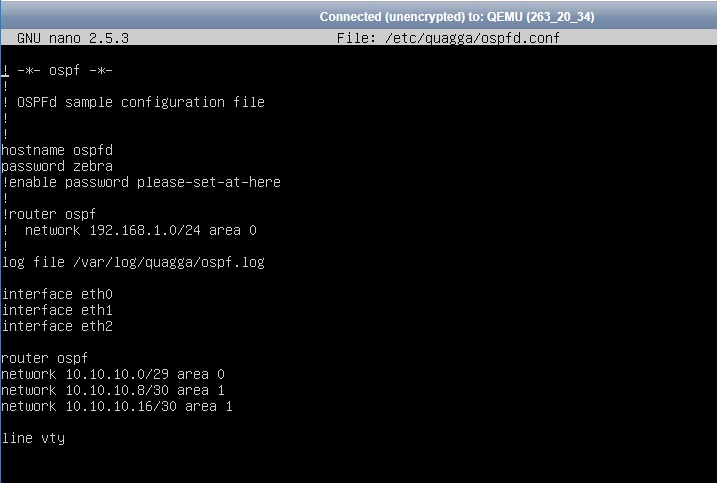 Connected (unencrypted) to: QEMU (263_20_34)
GNU nano 2.5.3 File: /etc/quagga/ospfd.conf
! -*- ospf -*-
!
! OSPFd sample configuration file
!
!
hostname ospfd
password zebra
!enable password please-set-at-here
!
!router ospf
!  network 192.168.1.0/24 area 0
!
log file /var/log/quagga/ospf.log
interface eth0
interface eth1
interface eth2
router ospf
network 10.10.10.0/29 area 0
network 10.10.10.8/30 area 1
network 10.10.10.16/30 area 1
line vty